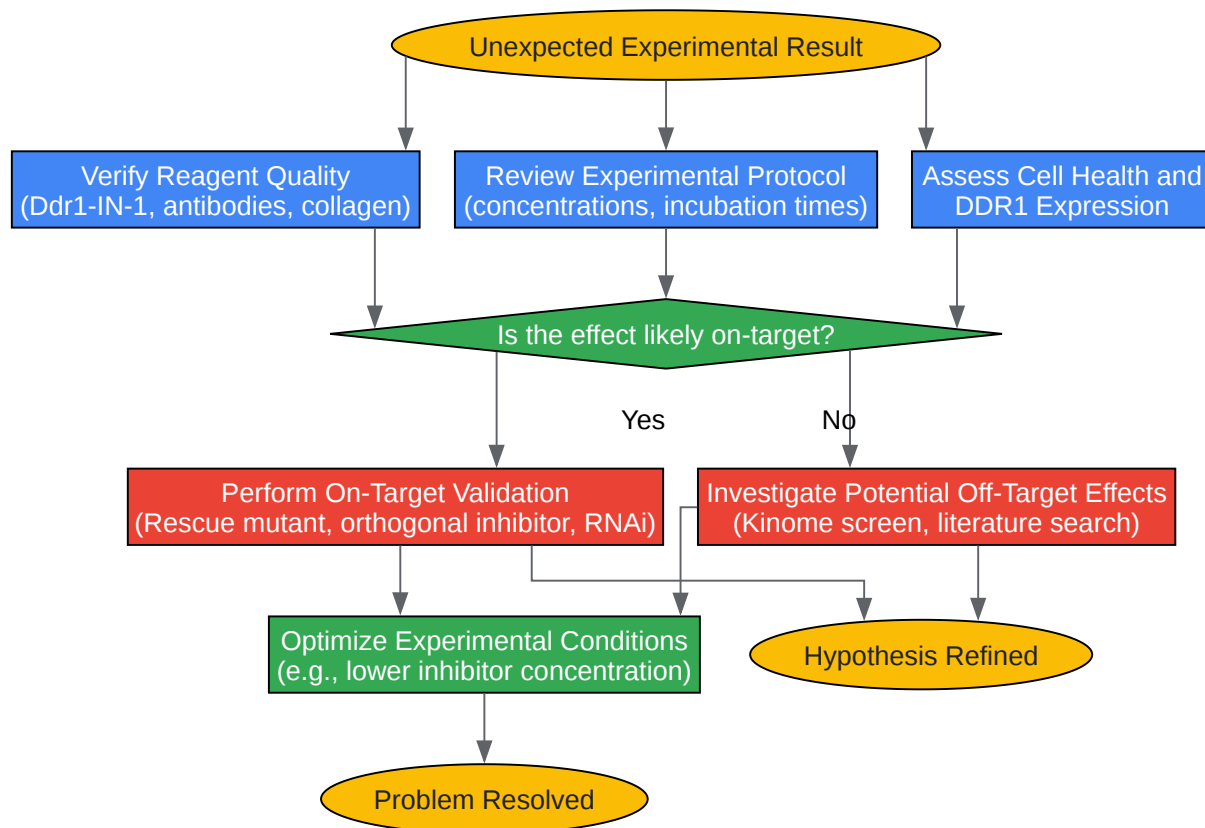 Unexpected Experimental Result
Verify Reagent Quality
(Ddr1-IN-1, antibodies, collagen)
Review Experimental Protocol
(concentrations, incubation times)
Assess Cell Health and
DDR1 Expression
Is the effect likely on-target?
Yes
No
Perform On-Target Validation
(Rescue mutant, orthogonal inhibitor, RNAi)
Investigate Potential Off-Target Effects
(Kinome screen, literature search)
Optimize Experimental Conditions
(e.g., lower inhibitor concentration)
Hypothesis Refined
Problem Resolved